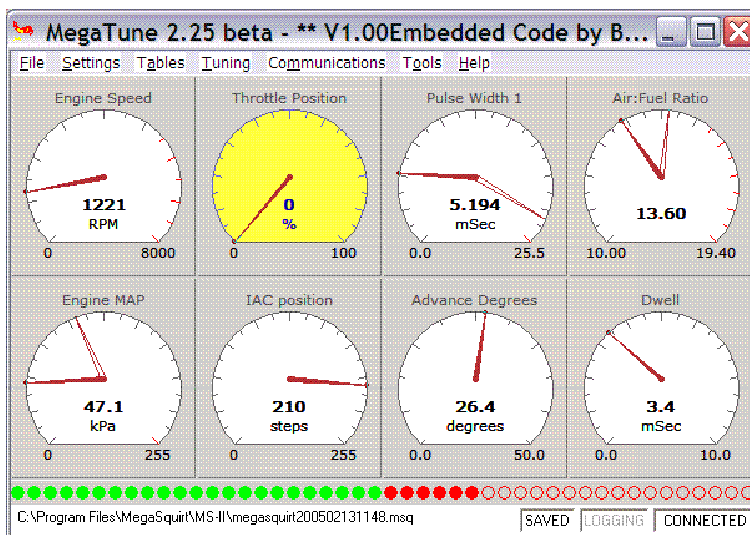 MegaTune 2.25 beta - ** V1.00Embedded Code by B...
File Settings Tables Tuning Communications Tools Help
Engine Speed Throttle Position Pulse Width 1 Air:Fuel Ratio
1221 0 5.194 13.60
RPM % mSec
0 8000 0 100 0.0 25.5 10.00 19.40
Engine MAP IAC position Advance Degrees Dwell
47.1 210 26.4 3.4
kPa steps degrees mSec
0 255 0 255 0.0 50.0 0.0 10.0
C:\Program Files\MegaSquirt\MS-II\megasquirt200502131148.msq SAVED LOGGING CONNECTED